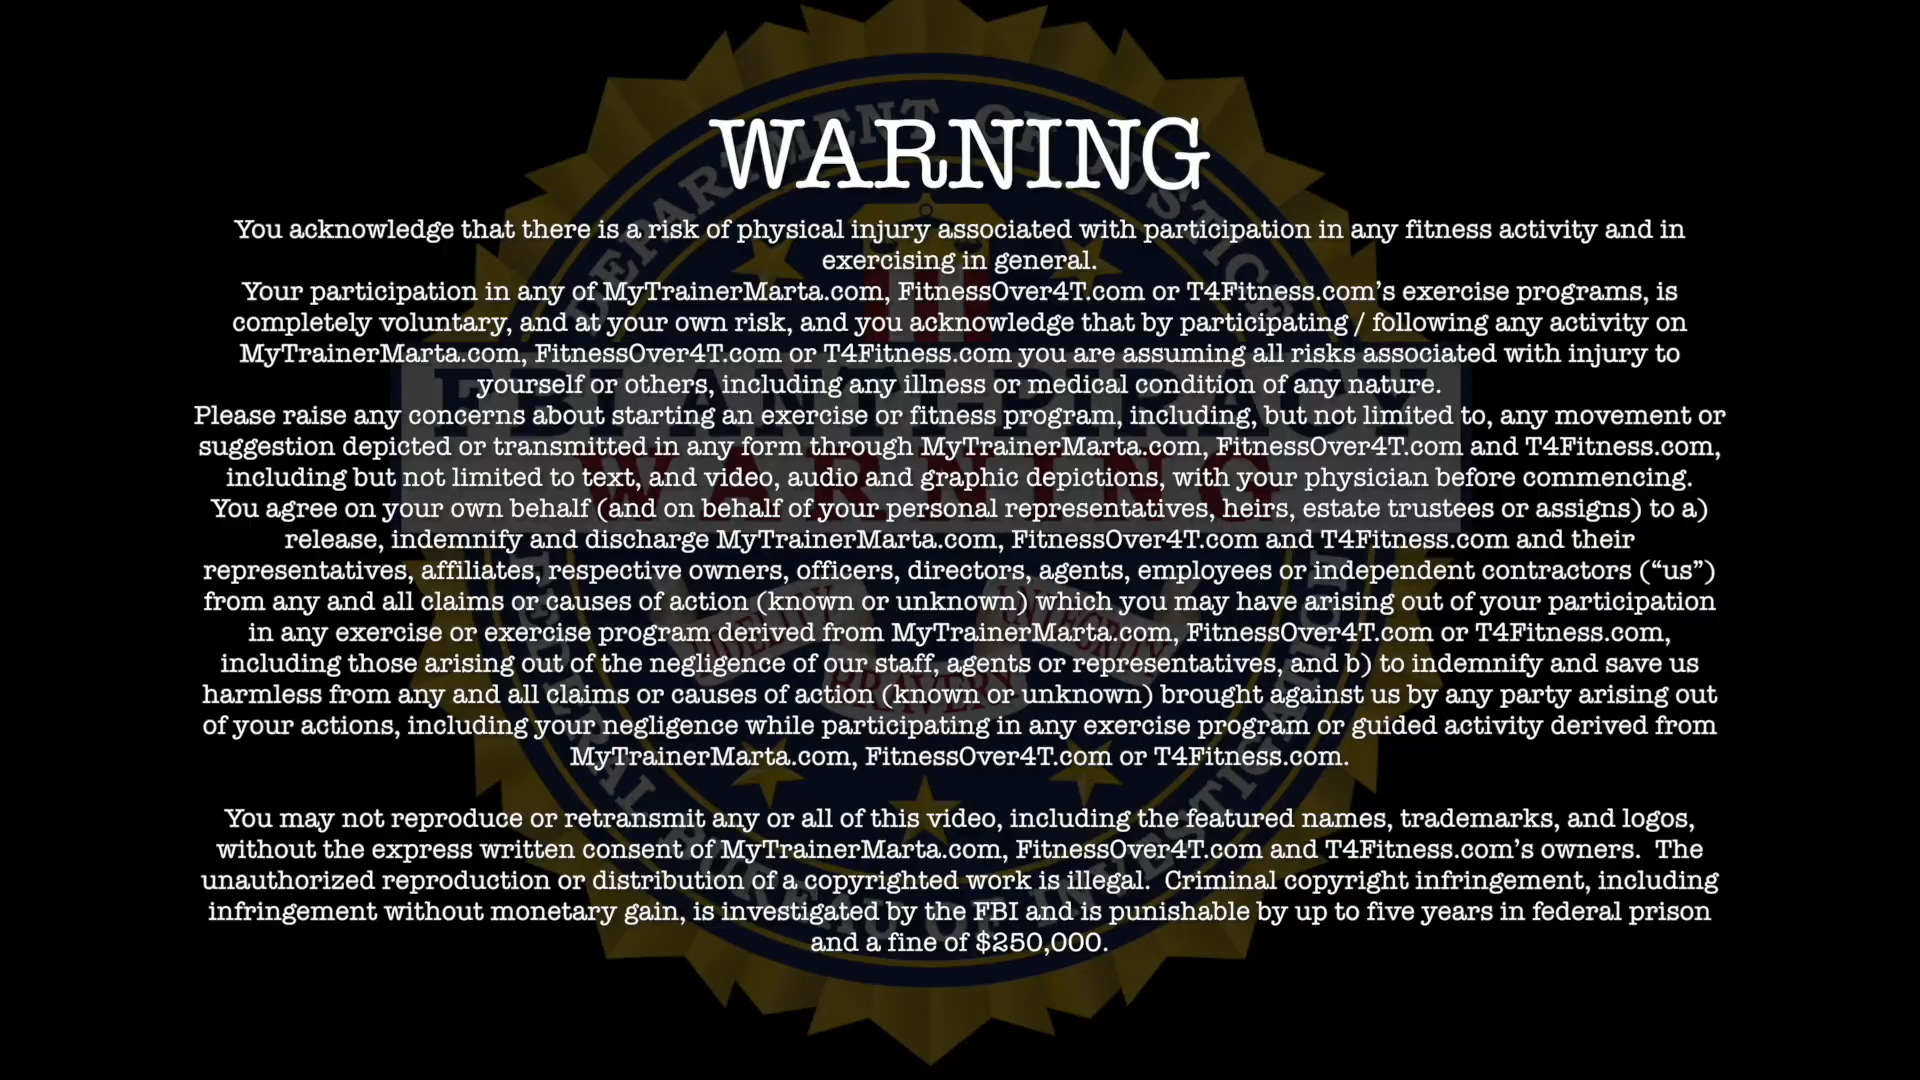 WARNING
You acknowledge that there is a risk of physical injury associated with participation in any fitness activity and in
exercising in general.
Your participation in any of MyTrainerMarta.com, FitnessOver4T.com or T4Fitness.com’s exercise programs, is
completely voluntary, and at your own risk, and you acknowledge that by participating / following any activity on
MyTrainerMarta.com, FitnessOver4T.com or T4Fitness.com you are assuming all risks associated with injury to
yourself or others, including any illness or medical condition of any nature.
Please raise any concerns about starting an exercise or fitness program, including, but not limited to, any movement or
suggestion depicted or transmitted in any form through MyTrainerMarta.com, FitnessOver4T.com and T4Fitness.com,
including but not limited to text, and video, audio and graphic depictions, with your physician before commencing.
You agree on your own behalf (and on behalf of your personal representatives, heirs, estate trustees or assigns) to a)
release, indemnify and discharge MyTrainerMarta.com, FitnessOver4T.com and T4Fitness.com and their
representatives, affiliates, respective owners, officers, directors, agents, employees or independent contractors (“us”)
from any and all claims or causes of action (known or unknown) which you may have arising out of your participation
in any exercise or exercise program derived from MyTrainerMarta.com, FitnessOver4T.com or T4Fitness.com,
including those arising out of the negligence of our staff, agents or representatives, and b) to indemnify and save us
harmless from any and all claims or causes of action (known or unknown) brought against us by any party arising out
of your actions, including your negligence while participating in any exercise program or guided activity derived from
MyTrainerMarta.com, FitnessOver4T.com or T4Fitness.com.
You may not reproduce or retransmit any or all of this video, including the featured names, trademarks, and logos,
without the express written consent of MyTrainerMarta.com, FitnessOver4T.com and T4Fitness.com’s owners. The
unauthorized reproduction or distribution of a copyrighted work is illegal. Criminal copyright infringement, including
infringement without monetary gain, is investigated by the FBI and is punishable by up to five years in federal prison
and a fine of $250,000.
DEPARTMENT OF JUSTICE
FBI ANTI-PIRACY
WARNING
FIDELITY
BRAVERY
INTEGRITY
FEDERAL BUREAU OF INVESTIGATION